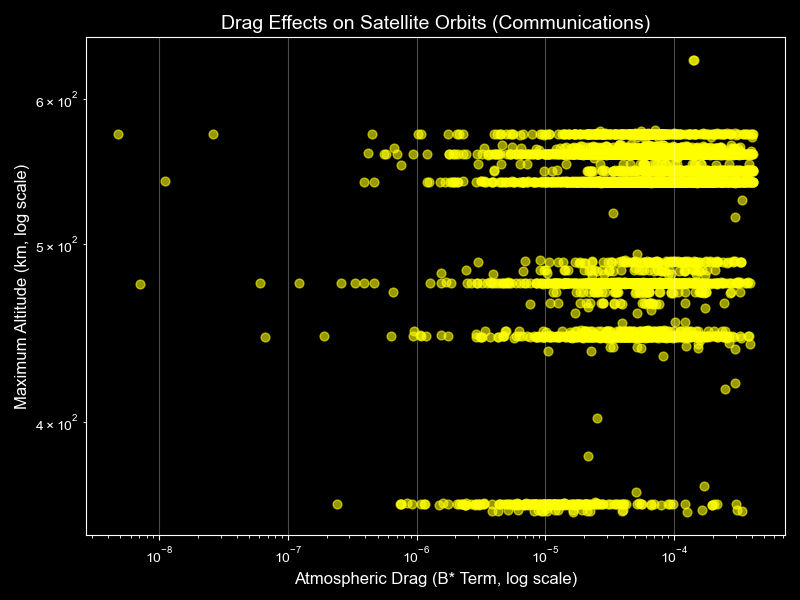 Drag Effects on Satellite Orbits (Communications)
Maximum Altitude (km, log scale)
6 × 10²
5 × 10²
4 × 10²
10⁻⁸ 10⁻⁷ 10⁻⁶ 10⁻⁵ 10⁻⁴
Atmospheric Drag (B* Term, log scale)